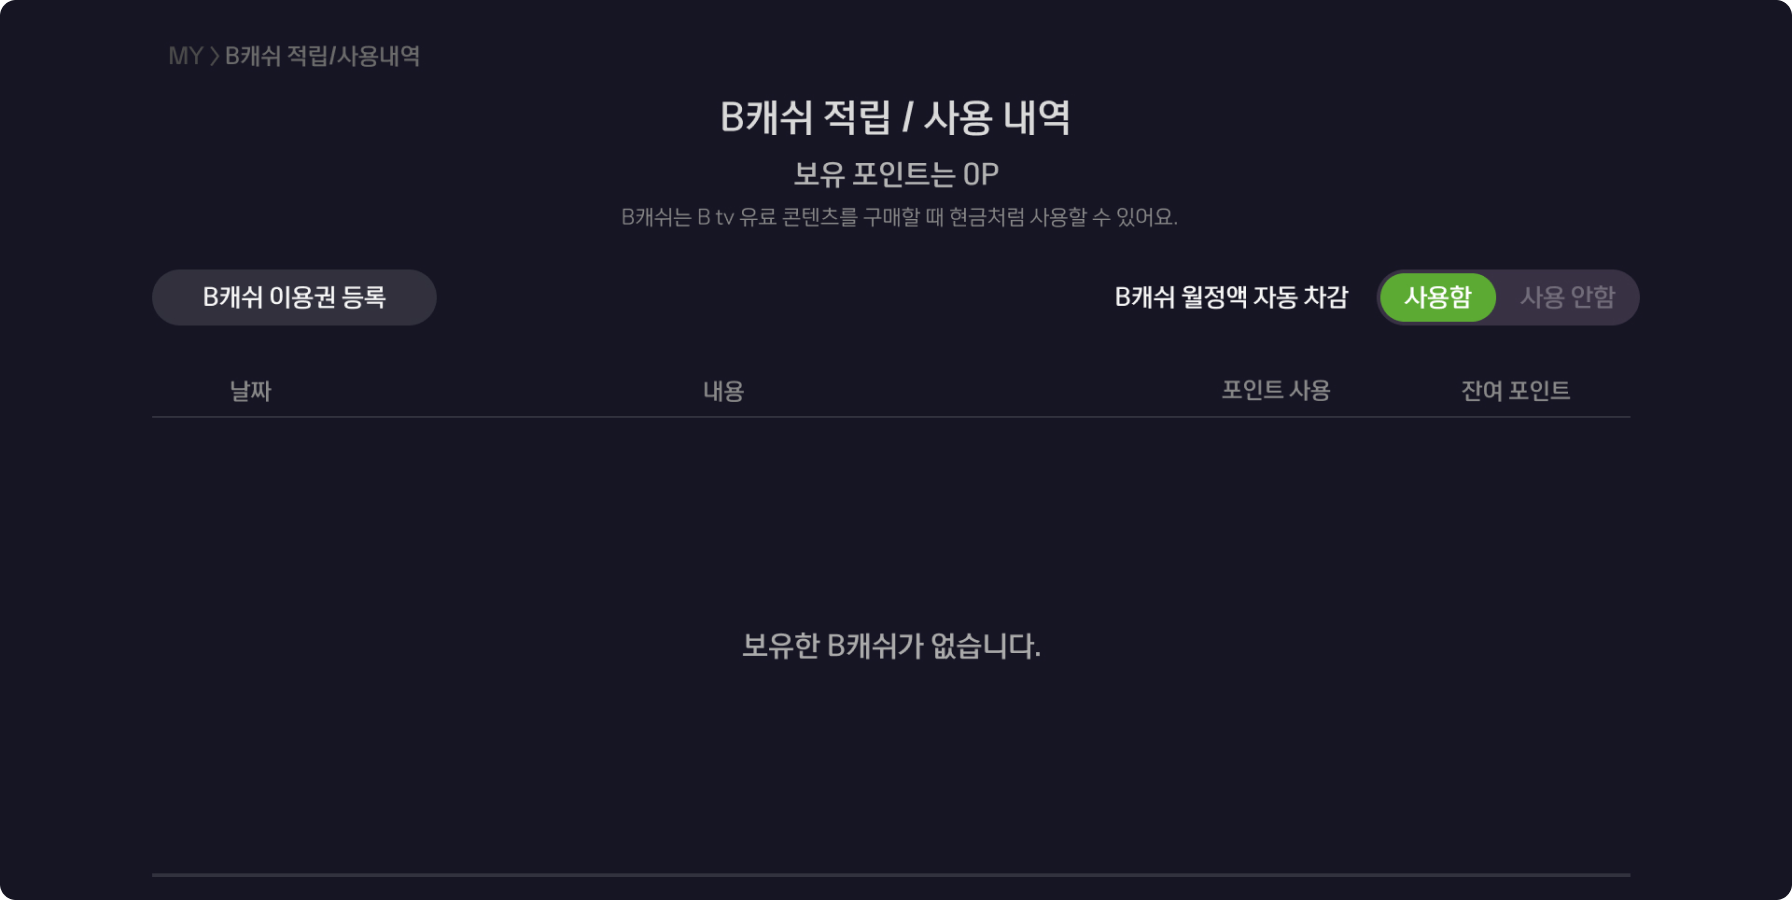 MY > B캐쉬 적립/사용내역
B캐쉬 적립 / 사용 내역
보유 포인트는 0P
B캐쉬는 B tv 유료 콘텐츠를 구매할 때 현금처럼 사용할 수 있어요.
B캐쉬 이용권 등록 B캐쉬 월정액 자동 차감 사용함 사용 안함
날짜 내용 포인트 사용 잔여 포인트
보유한 B캐쉬가 없습니다.